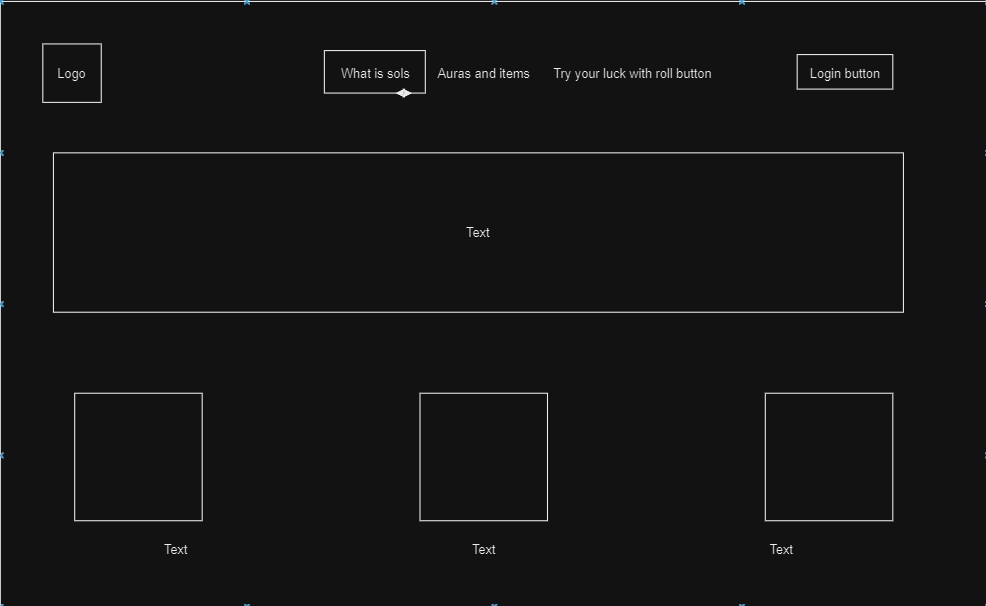 Logo
What is sols
Auras and items
Try your luck with roll button
Login button
Text
Text
Text
Text